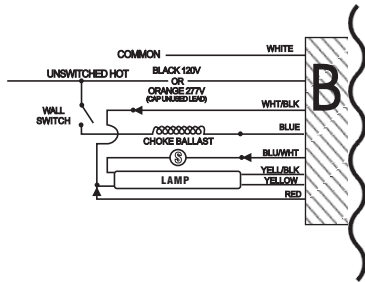 COMMON
WHITE
UNSWITCHED HOT
BLACK 120V
OR
ORANGE 277V
(CAP UNUSED LEAD)
B
WALL
SWITCH
WHT/BLK
BLUE
CHOKE BALLAST
S
BLU/WHT
YELL/BLK
LAMP
YELLOW
RED